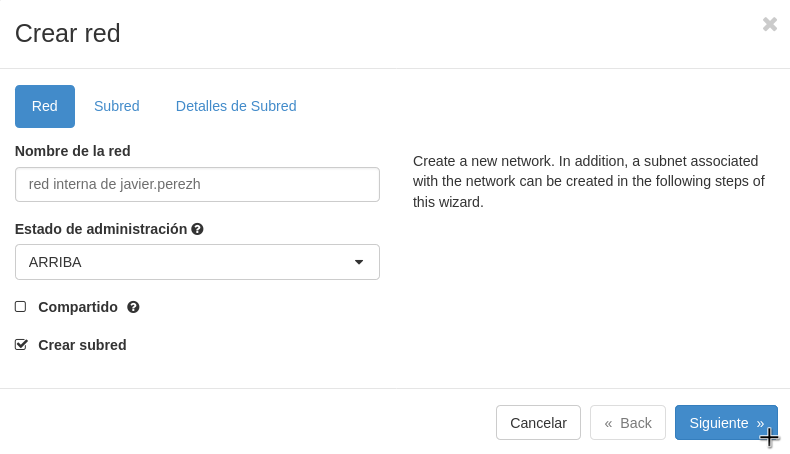 Crear red
Red
Subred
Detalles de Subred
Nombre de la red
red interna de javier.perezh
Estado de administración
ARRIBA
Compartido
Crear subred
Create a new network. In addition, a subnet associated
with the network can be created in the following steps of
this wizard.
Cancelar
« Back
Siguiente »